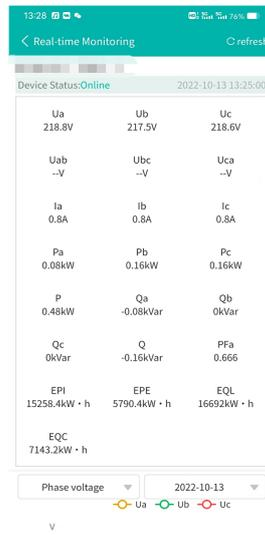 13:28
76%
Real-time Monitoring
refresh
Device Status:Online
2022-10-13 13:25:00
Ua Ub Uc
218.8V 217.5V 218.6V
Uab Ubc Uca
--V --V --V
Ia Ib Ic
0.8A 0.8A 0.8A
Pa Pb Pc
0.08kW 0.16kW 0.16kW
P Qa Qb
0.48kW -0.08kVar 0kVar
Qc Q PFa
0kVar -0.16kVar 0.666
EPI EPE EQL
15258.4kW·h 5790.4kW·h 16692kW·h
EQC
7143.2kW·h
Phase voltage
2022-10-13
Ua Ub Uc
V